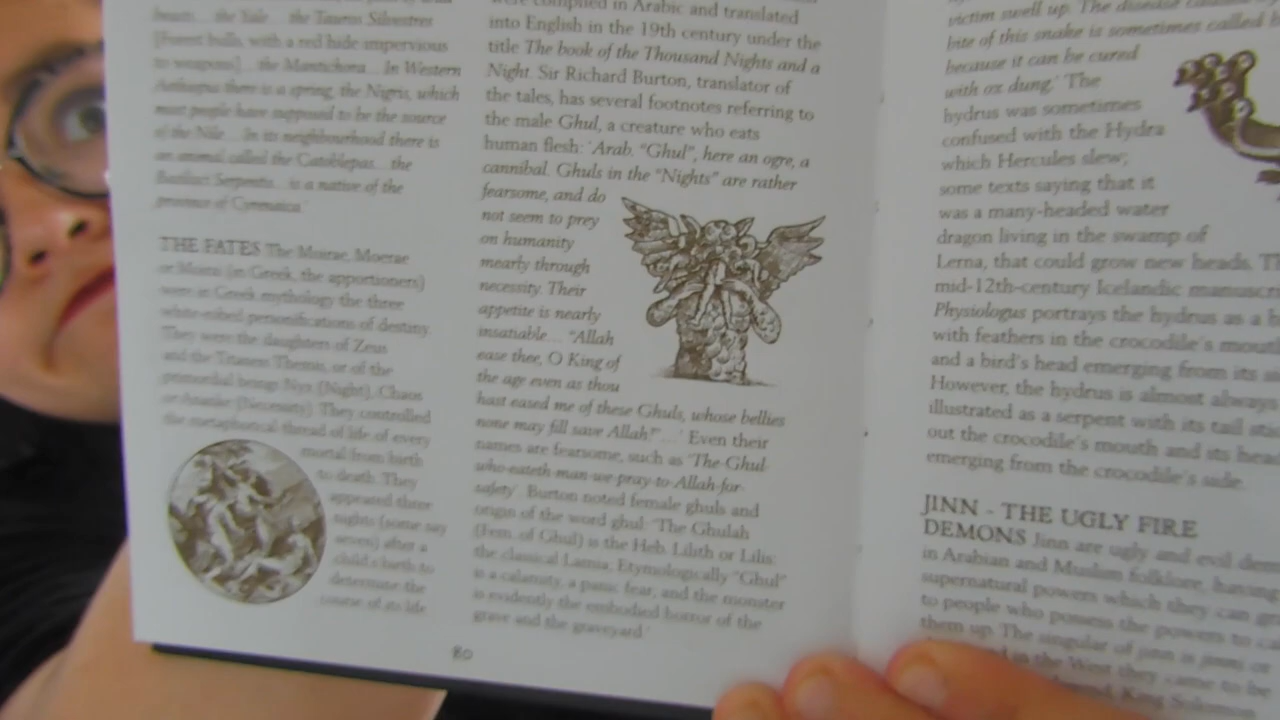 beasts... the Yale... the Tauros Silvestres
[Forest bulls, with a red hide impervious
to weapons]... the Mantichora... In Western
Aethiopia there is a spring, the Nigris, which
most people have supposed to be the source
of the Nile... In its neighbourhood there is
an animal called the Catoblepas... the
Basilisci Serpentis... is a native of the
province of Cyrenaica.'
THE FATES The Moirae, Moerae
or Moira (in Greek, the apportioners)
were in Greek mythology the three
white-robed personifications of destiny.
They were the daughters of Zeus
and the Titaness Themis, or of the
primordial beings Nyx (Night), Chaos
or Ananke (Necessity). They controlled
the metaphorical thread of life of every
mortal from birth
to death. They
appeared three
nights (some say
seven) after a
child's birth to
determine the
course of its life
80
were compiled in Arabic and translated
into English in the 19th century under the
title The book of the Thousand Nights and a
Night. Sir Richard Burton, translator of
the tales, has several footnotes referring to
the male Ghul, a creature who eats
human flesh: 'Arab. "Ghul", here an ogre, a
cannibal. Ghuls in the "Nights" are rather
fearsome, and do
not seem to prey
on humanity
mearly through
necessity. Their
appetite is nearly
insatiable... "Allah
ease thee, O King of
the age even as thou
hast eased me of these Ghuls, whose bellies
none may fill save Allah!"...' Even their
names are fearsome, such as 'The-Ghul-
who-eateth-man-we-pray-to-Allah-for-
safety'. Burton noted female ghuls and
origin of the word ghul: 'The Ghulah
(Fem. of Ghul) is the Heb. Lilith or Lilis:
the classical Lamia; Etymologically "Ghul"
is a calamity, a panic fear, and the monster
is evidently the embodied horror of the
grave and the graveyard.'
victim swell up. The disease caused
bite of this snake is sometimes called
because it can be cured
with ox dung.' The
hydrus was sometimes
confused with the Hydra
which Hercules slew;
some texts saying that it
was a many-headed water
dragon living in the swamp of
Lerna, that could grow new heads.
mid-12th-century Icelandic
Physiologus portrays the hydrus as a
with feathers in the crocodile's mouth
and a bird's head emerging from its
However, the hydrus is almost always
illustrated as a serpent with its tail
out the crocodile's mouth and its head
emerging from the crocodile's side.
JINN - THE UGLY FIRE
DEMONS Jinn are ugly and evil
in Arabian and Muslim folklore, having
supernatural powers which they can
to people who possess the powers to
them up. The singular of jinn is jinni or
in the West they came to be
King Solomon